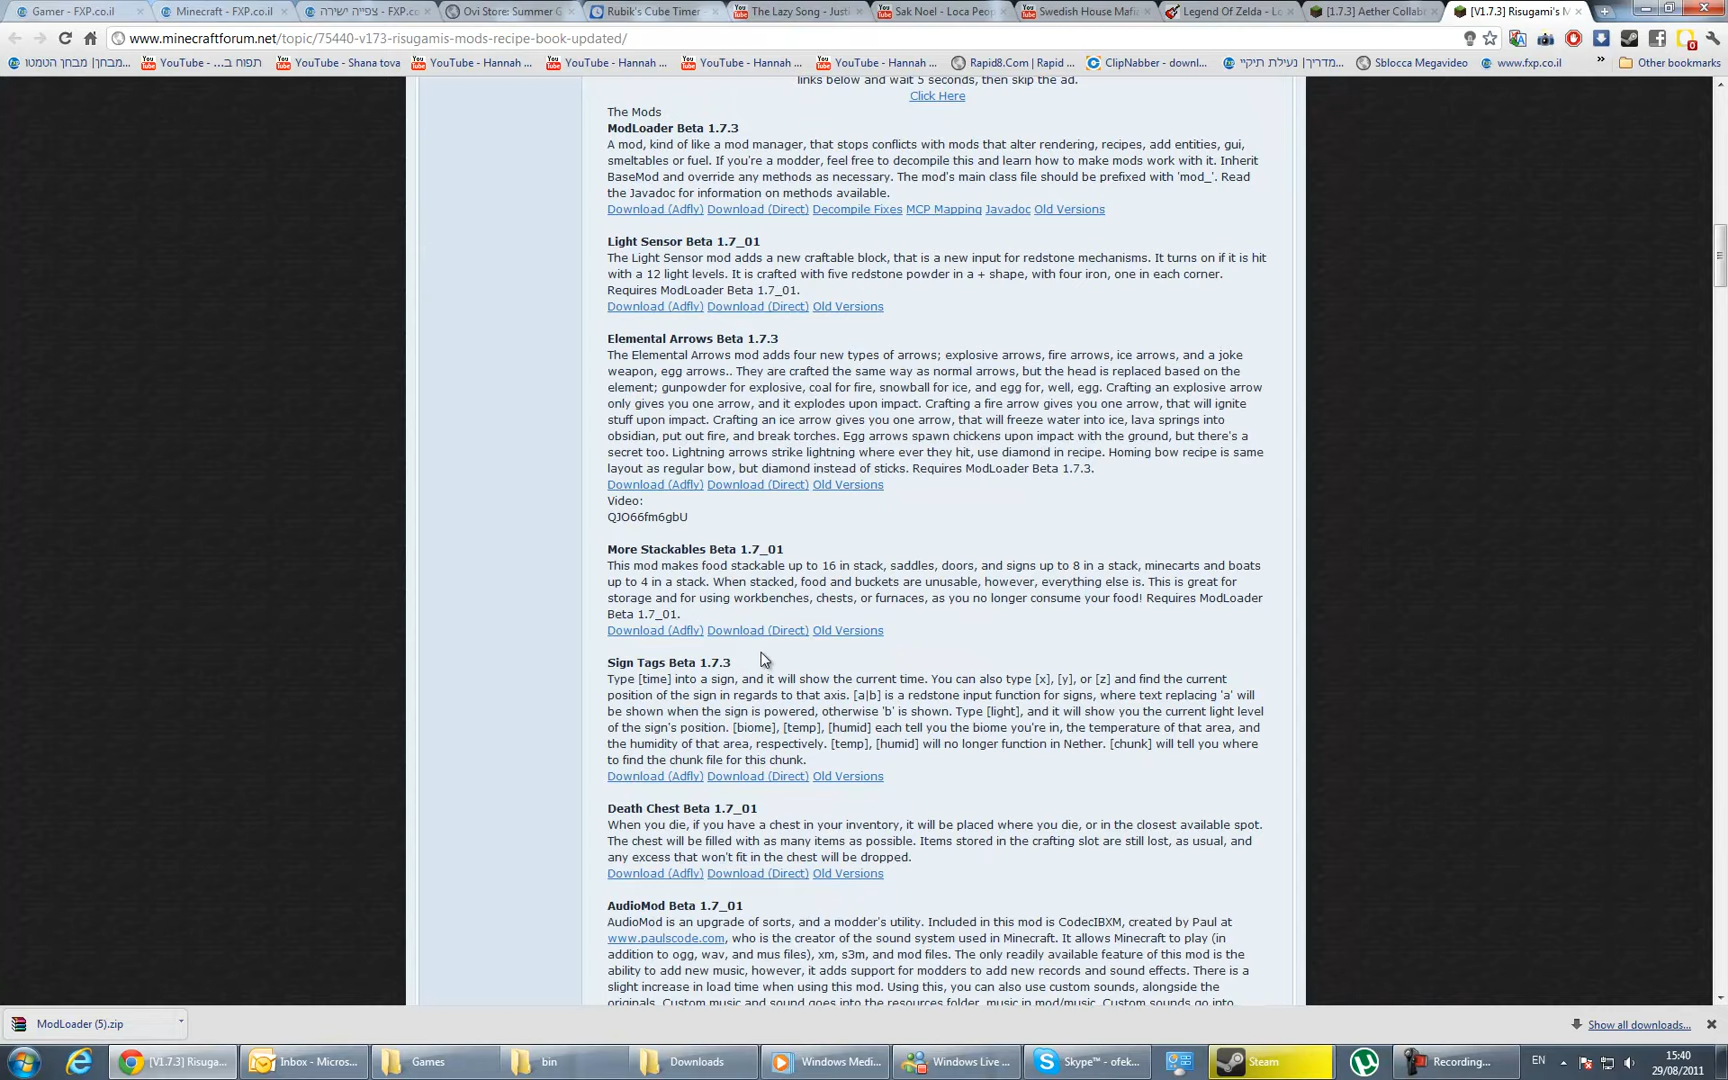 Gamer - FXP.co.il
Minecraft - FXP.co.il
צפייה ישירה - FXP.co
Ovi Store: Summer G
Rubik's Cube Timer
The Lazy Song - Justi
Sak Noel - Loca Peop
Swedish House Mafi
Legend Of Zelda - Lo
[1.7.3] Aether Collab
[V1.7.3] Risugami's M
www.minecraftforum.net/topic/75440-v173-risugamis-mods-recipe-book-updated/
מבחן הטמטו | מבחן...
YouTube - תפוח ב...
YouTube - Shana tova
YouTube - Hannah ...
YouTube - Hannah ...
YouTube - Hannah ...
YouTube - Hannah ...
Rapid8.Com | Rapid ...
ClipNabber - downl...
מדריך| נעילת תיקיי...
Sblocca Megavideo
www.fxp.co.il
Other bookmarks
links below and wait 5 seconds, then skip the ad.
Click Here
The Mods
ModLoader Beta 1.7.3
A mod, kind of like a mod manager, that stops conflicts with mods that alter rendering, recipes, add entities, gui,
smeltables or fuel. If you're a modder, feel free to decompile this and learn how to make mods work with it. Inherit
BaseMod and override any methods as necessary. The mod's main class file should be prefixed with 'mod_'. Read
the Javadoc for information on methods available.
Download (Adfly) Download (Direct) Decompile Fixes MCP Mapping Javadoc Old Versions
Light Sensor Beta 1.7_01
The Light Sensor mod adds a new craftable block, that is a new input for redstone mechanisms. It turns on if it is hit
with a 12 light levels. It is crafted with five redstone powder in a + shape, with four iron, one in each corner.
Requires ModLoader Beta 1.7_01.
Download (Adfly) Download (Direct) Old Versions
Elemental Arrows Beta 1.7.3
The Elemental Arrows mod adds four new types of arrows; explosive arrows, fire arrows, ice arrows, and a joke
weapon, egg arrows.. They are crafted the same way as normal arrows, but the head is replaced based on the
element; gunpowder for explosive, coal for fire, snowball for ice, and egg for, well, egg. Crafting an explosive arrow
only gives you one arrow, and it explodes upon impact. Crafting a fire arrow gives you one arrow, that will ignite
stuff upon impact. Crafting an ice arrow gives you one arrow, that will freeze water into ice, lava springs into
obsidian, put out fire, and break torches. Egg arrows spawn chickens upon impact with the ground, but there's a
secret too. Lightning arrows strike lightning where ever they hit, use diamond in recipe. Homing bow recipe is same
layout as regular bow, but diamond instead of sticks. Requires ModLoader Beta 1.7.3.
Download (Adfly) Download (Direct) Old Versions
Video:
QJO66fm6gbU
More Stackables Beta 1.7_01
This mod makes food stackable up to 16 in stack, saddles, doors, and signs up to 8 in a stack, minecarts and boats
up to 4 in a stack. When stacked, food and buckets are unusable, however, everything else is. This is great for
storage and for using workbenches, chests, or furnaces, as you no longer consume your food! Requires ModLoader
Beta 1.7_01.
Download (Adfly) Download (Direct) Old Versions
Sign Tags Beta 1.7.3
Type [time] into a sign, and it will show the current time. You can also type [x], [y], or [z] and find the current
position of the sign in regards to that axis. [a|b] is a redstone input function for signs, where text replacing 'a' will
be shown when the sign is powered, otherwise 'b' is shown. Type [light], and it will show you the current light level
of the sign's position. [biome], [temp], [humid] each tell you the biome you're in, the temperature of that area, and
the humidity of that area, respectively. [temp], [humid] will no longer function in Nether. [chunk] will tell you where
to find the chunk file for this chunk.
Download (Adfly) Download (Direct) Old Versions
Death Chest Beta 1.7_01
When you die, if you have a chest in your inventory, it will be placed where you die, or in the closest available spot.
The chest will be filled with as many items as possible. Items stored in the crafting slot are still lost, as usual, and
any excess that won't fit in the chest will be dropped.
Download (Adfly) Download (Direct) Old Versions
AudioMod Beta 1.7_01
AudioMod is an upgrade of sorts, and a modder's utility. Included in this mod is CodecIBXM, created by Paul at
www.paulscode.com, who is the creator of the sound system used in Minecraft. It allows Minecraft to play (in
addition to ogg, wav, and mus files), xm, s3m, and mod files. The only readily available feature of this mod is the
ability to add new music, however, it adds support for modders to add new records and sound effects. There is a
slight increase in load time when using this mod. Using this, you can also use custom sounds, alongside the
originals. Custom music and sound goes into the resources folder, music in mod/music. Custom sounds go into
ModLoader (5).zip
Show all downloads...
[V1.7.3] Risuga...
Inbox - Micros...
Games
bin
Downloads
Windows Medi...
Windows Live ...
Skype™ - ofek...
Steam
Recording...
EN
15:40
29/08/2011